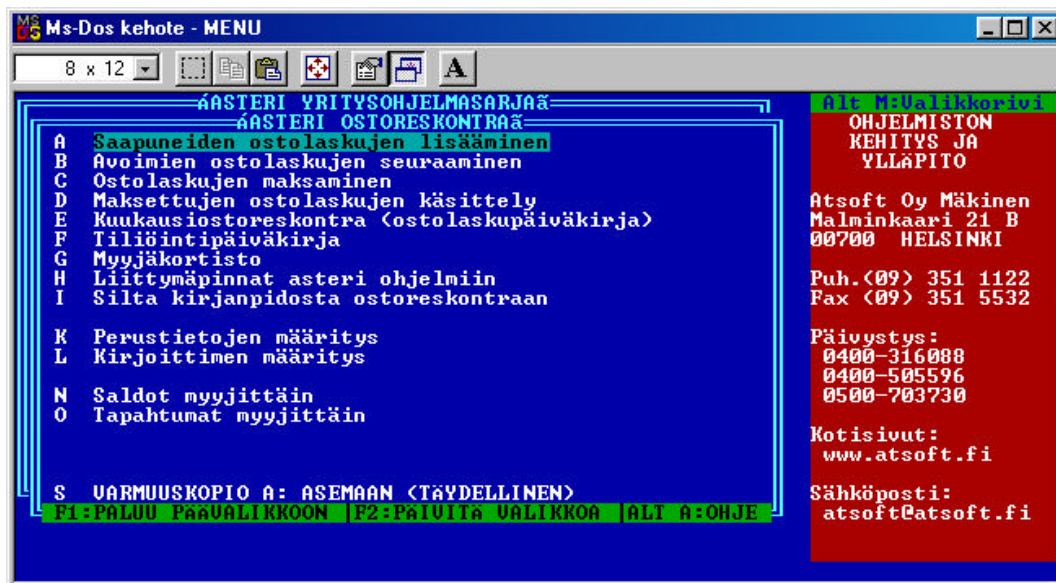 Ms-Dos kehote - MENU
8 x 12
A
áASTERI YRITYSOHJELMASARJAã
áASTERI OSTORESKONTRAã
A Saapuneiden ostolaskujen lisääminen
B Avoimien ostolaskujen seuraaminen
C Ostolaskujen maksaminen
D Maksettujen ostolaskujen käsittely
E Kuukausiostoreskontra (ostolaskupäiväkirja)
F Tiliöintipäiväkirja
G Myyjäkortisto
H Liittymäpinnat asteri ohjelmiin
I Silta kirjanpidosta ostoreskontraan
K Perustietojen määritys
L Kirjoittimen määritys
N Saldot myyjittäin
O Tapahtumat myyjittäin
S VARMUUSKOPIO A: ASEMAAN (TÄYDELLINEN)
F1:PALUU PÄÄVALIKKOON |F2:PÄIVITÄ VALIKKOA |ALT A:OHJE
Alt M:Valikkorivi
OHJELMISTON
KEHITYS JA
YLLÄPITO
Atsoft Oy Mäkinen
Malminkaari 21 B
00700 HELSINKI
Puh.(09) 351 1122
Fax (09) 351 5532
Päivystys:
0400-316088
0400-505596
0500-703730
Kotisivut:
www.atsoft.fi
Sähköposti:
atsoft@atsoft.fi